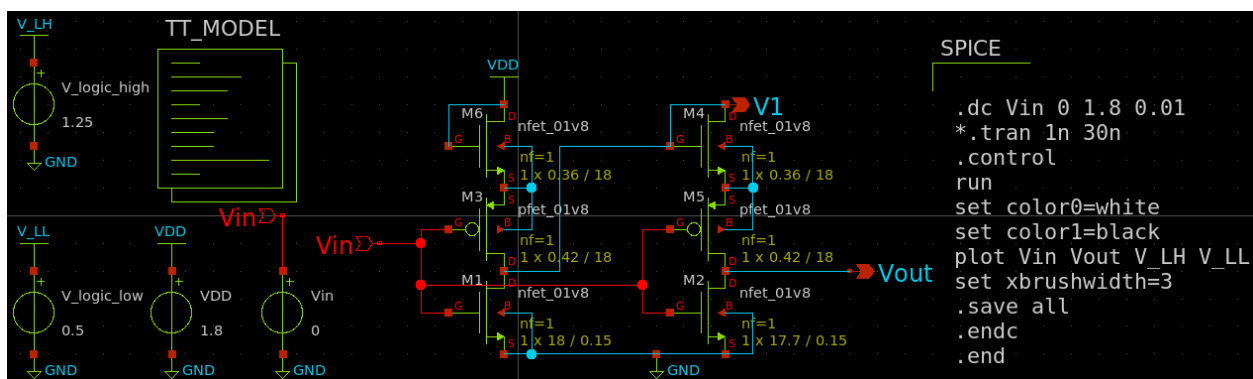 V_LH
TT_MODEL
+
V_logic_high
1.25
GND
VDD
SPICE
M6
D
G
nfet_01v8
B
nf=1
1 x 0.36 / 18
S
M4
D
V1
G
nfet_01v8
B
nf=1
1 x 0.36 / 18
S
M3
S
pfet_01v8
G
B
nf=1
1 x 0.42 / 18
D
M5
S
pfet_01v8
G
B
nf=1
1 x 0.42 / 18
D
Vin
Vin
Vout
M1
D
nfet_01v8
G
B
nf=1
1 x 18 / 0.15
S
M2
D
nfet_01v8
G
B
nf=1
1 x 17.7 / 0.15
S
GND
V_LL
+
V_logic_low
0.5
GND
VDD
+
VDD
1.8
GND
+
Vin
0
GND
.dc Vin 0 1.8 0.01
*.tran 1n 30n
.control
run
set color0=white
set color1=black
plot Vin Vout V_LH V_LL
set xbrushwidth=3
.save all
.endc
.end